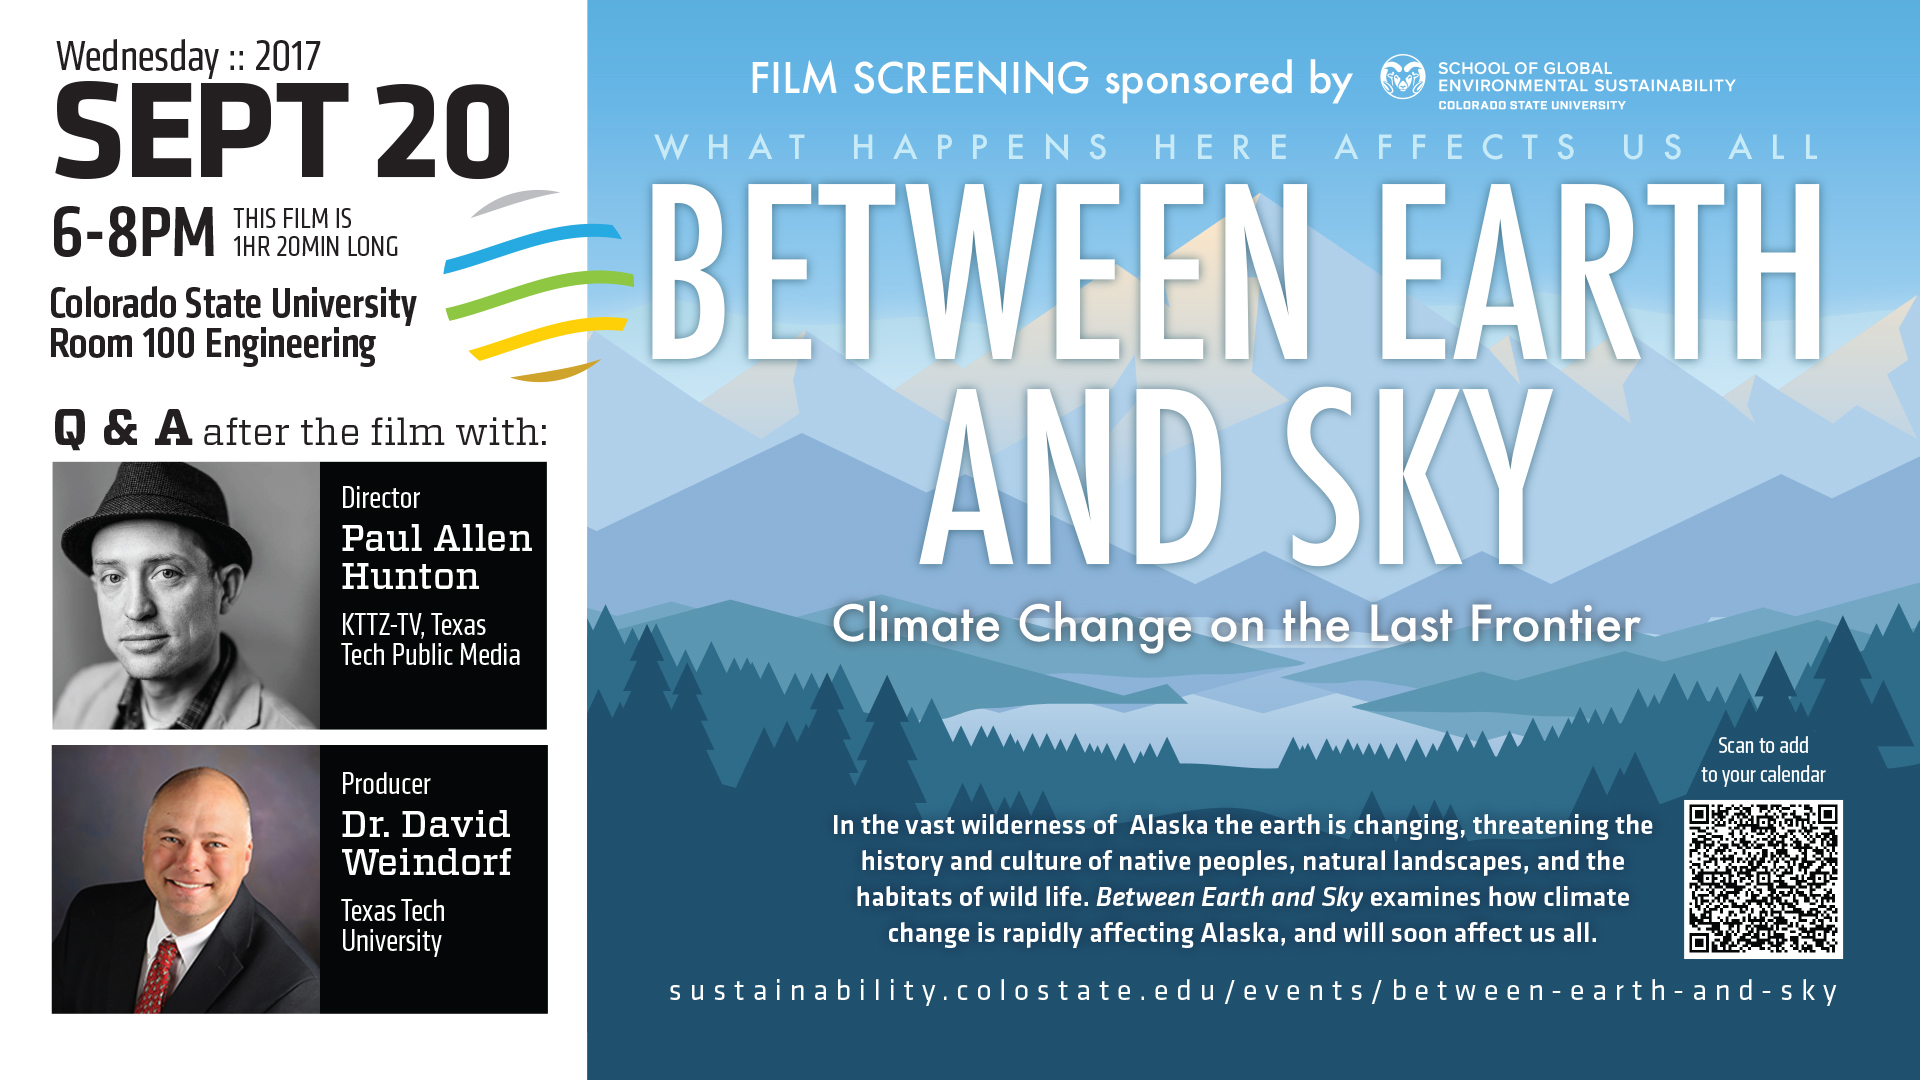 Wednesday :: 2017
SEPT 20
6-8PM
THIS FILM IS
1HR 20MIN LONG
Colorado State University
Room 100 Engineering
Q & A after the film with:
Director
Paul Allen
Hunton
KTTZ-TV, Texas
Tech Public Media
Producer
Dr. David
Weindorf
Texas Tech
University
FILM SCREENING sponsored by
SCHOOL OF GLOBAL
ENVIRONMENTAL SUSTAINABILITY
COLORADO STATE UNIVERSITY
WHAT HAPPENS HERE AFFECTS US ALL
BETWEEN EARTH
AND SKY
Climate Change on the Last Frontier
Scan to add
to your calendar
In the vast wilderness of Alaska the earth is changing, threatening the
history and culture of native peoples, natural landscapes, and the
habitats of wild life. Between Earth and Sky examines how climate
change is rapidly affecting Alaska, and will soon affect us all.
sustainability.colostate.edu/events/between-earth-and-sky